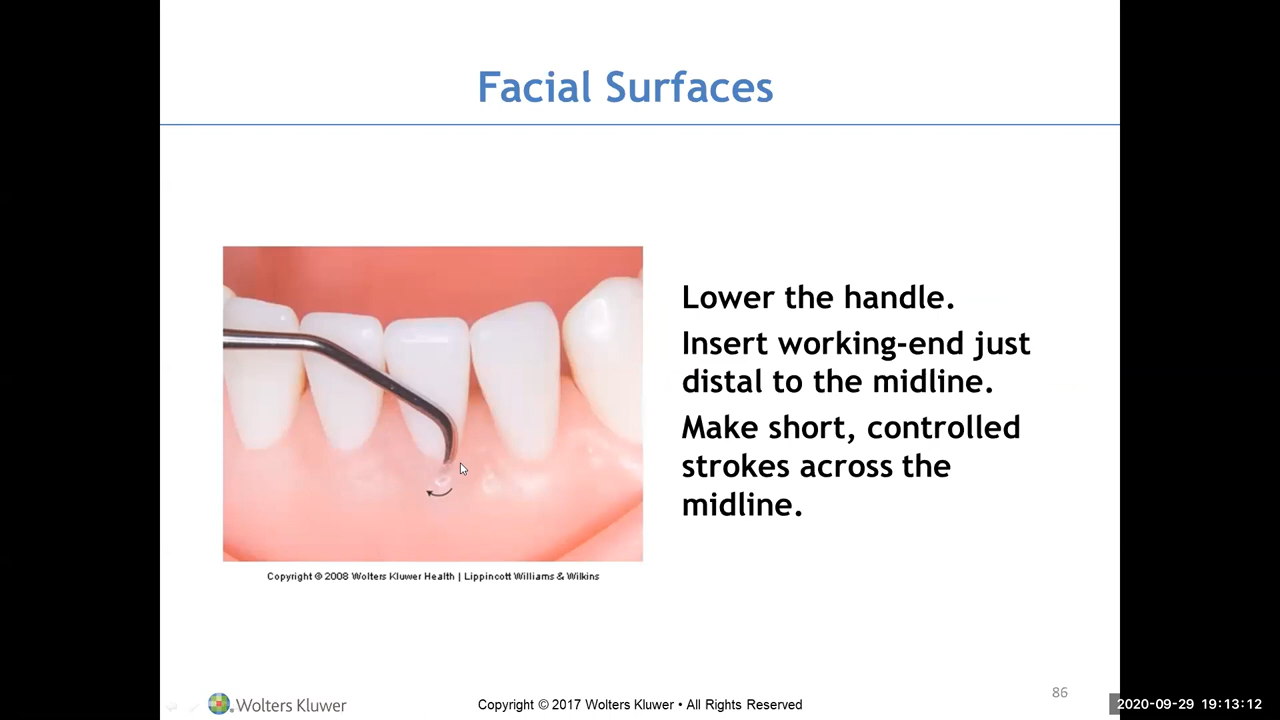 Facial Surfaces
Lower the handle.
Insert working-end just
distal to the midline.
Make short, controlled
strokes across the
midline.
Copyright © 2008 Wolters Kluwer Health | Lippincott Williams & Wilkins
Wolters Kluwer
Copyright © 2017 Wolters Kluwer • All Rights Reserved
86
2020-09-29 19:13:12